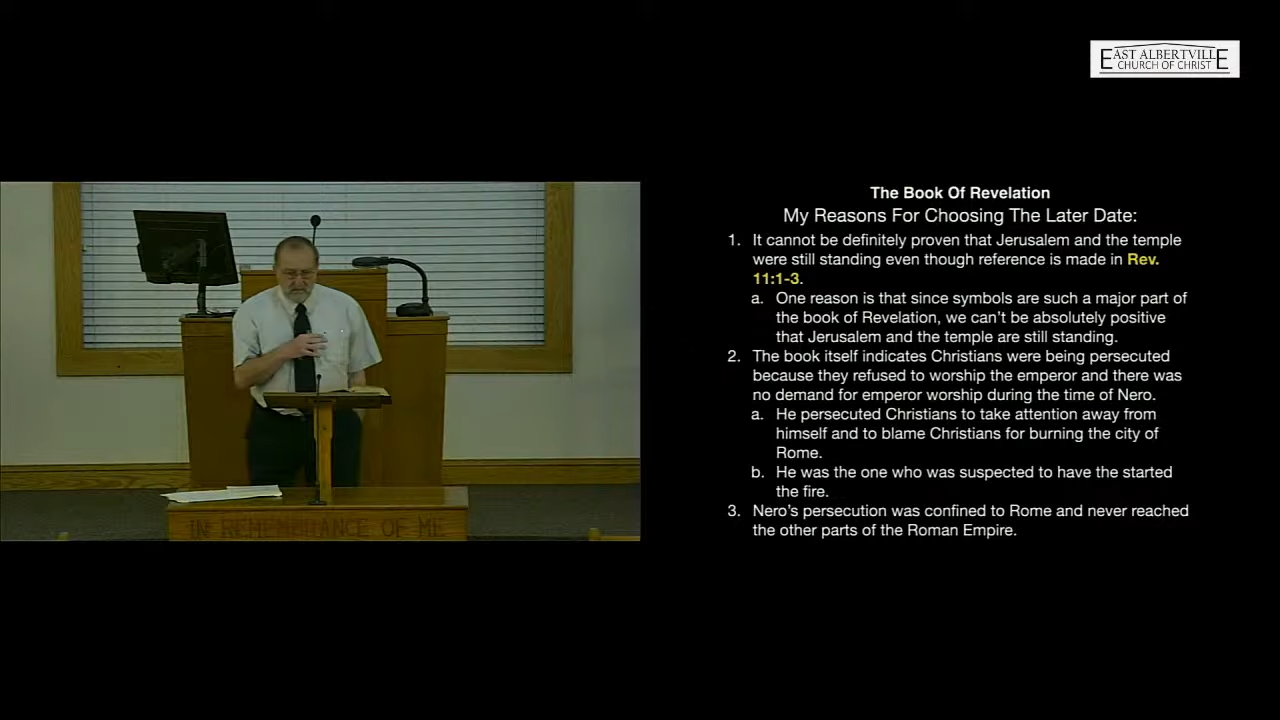 EAST ALBERTVILLE
CHURCH OF CHRIST
The Book Of Revelation
My Reasons For Choosing The Later Date:
1. It cannot be definitely proven that Jerusalem and the temple
were still standing even though reference is made in Rev.
11:1-3.
a. One reason is that since symbols are such a major part of
the book of Revelation, we can't be absolutely positive
that Jerusalem and the temple are still standing.
2. The book itself indicates Christians were being persecuted
because they refused to worship the emperor and there was
no demand for emperor worship during the time of Nero.
a. He persecuted Christians to take attention away from
himself and to blame Christians for burning the city of
Rome.
b. He was the one who was suspected to have the started
the fire.
3. Nero's persecution was confined to Rome and never reached
the other parts of the Roman Empire.
IN REMEMBRANCE OF ME